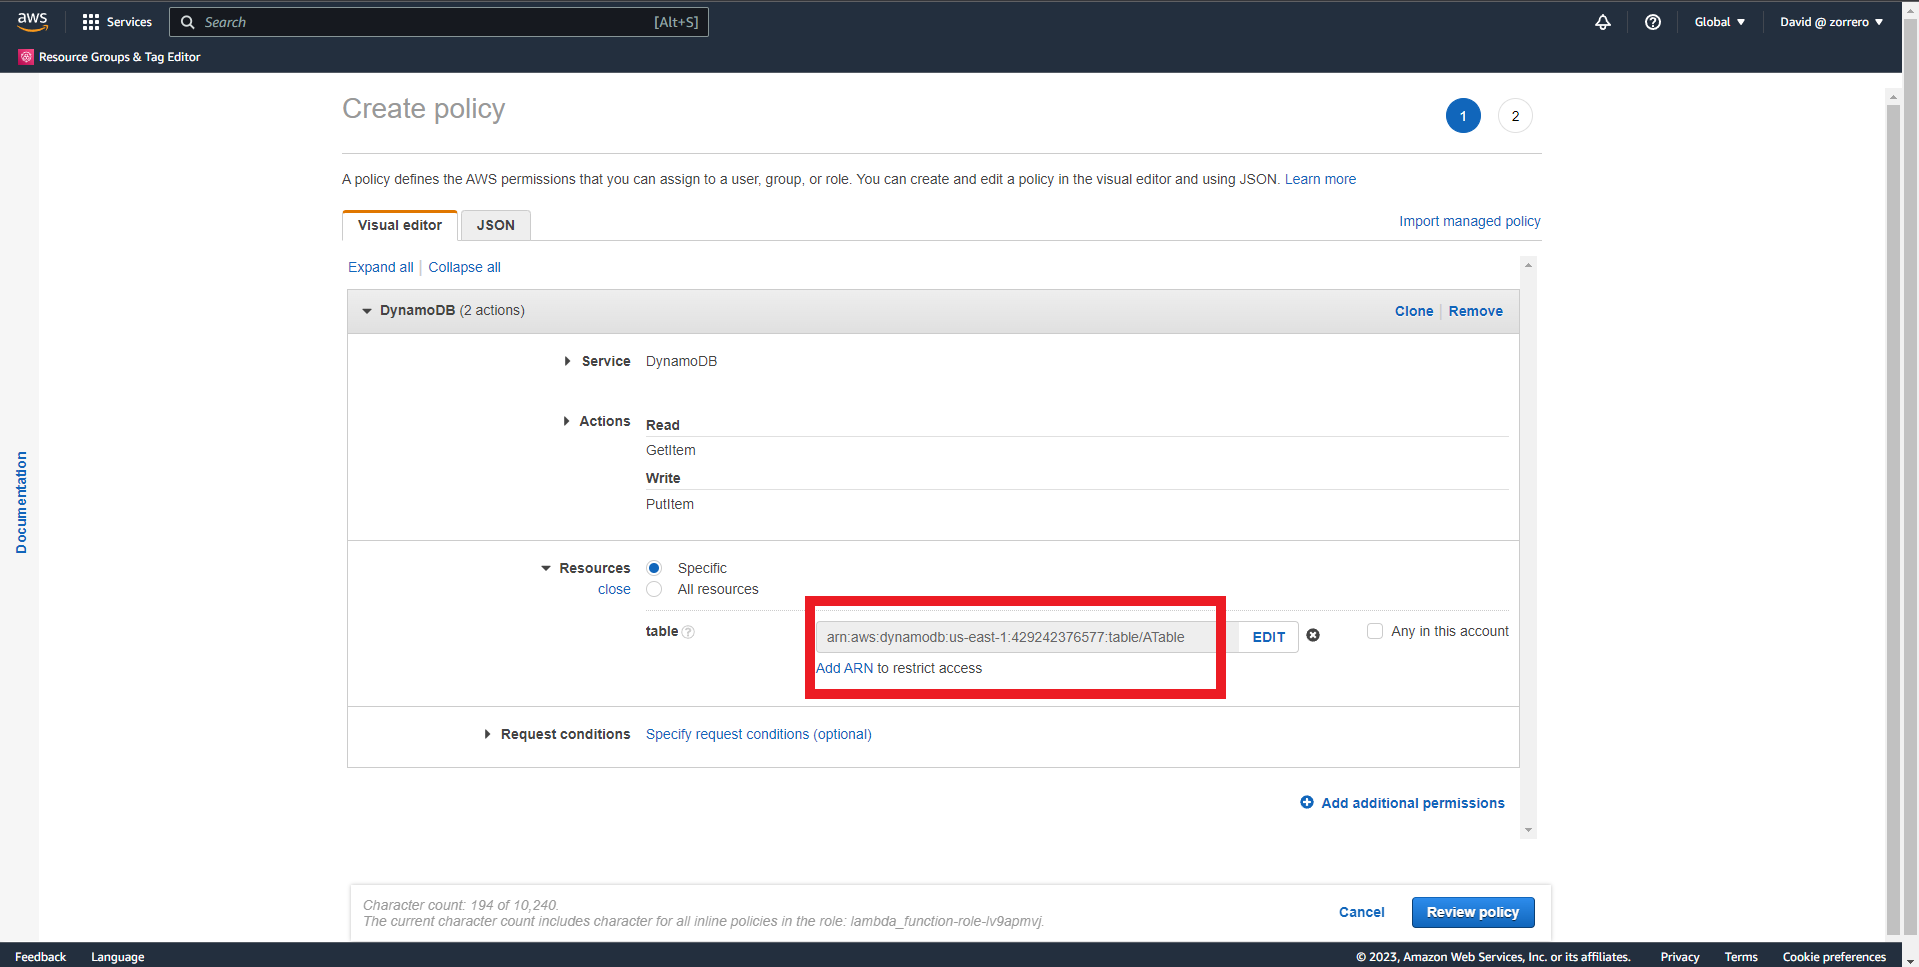 aws
Services
Search
[Alt+S]
Global
David @ zorrero
Resource Groups & Tag Editor
Documentation
Create policy
1
2
A policy defines the AWS permissions that you can assign to a user, group, or role. You can create and edit a policy in the visual editor and using JSON. Learn more
Visual editor
JSON
Import managed policy
Expand all
Collapse all
DynamoDB (2 actions)
Clone
Remove
Service
DynamoDB
Actions
Read
GetItem
Write
PutItem
Resources
Specific
close
All resources
table
?
arn:aws:dynamodb:us-east-1:429242376577:table/ATable
EDIT
Any in this account
Add ARN to restrict access
Request conditions
Specify request conditions (optional)
Add additional permissions
Character count: 194 of 10,240.
The current character count includes character for all inline policies in the role: lambda_function-role-lv9apmvj.
Cancel
Review policy
Feedback
Language
© 2023, Amazon Web Services, Inc. or its affiliates.
Privacy
Terms
Cookie preferences